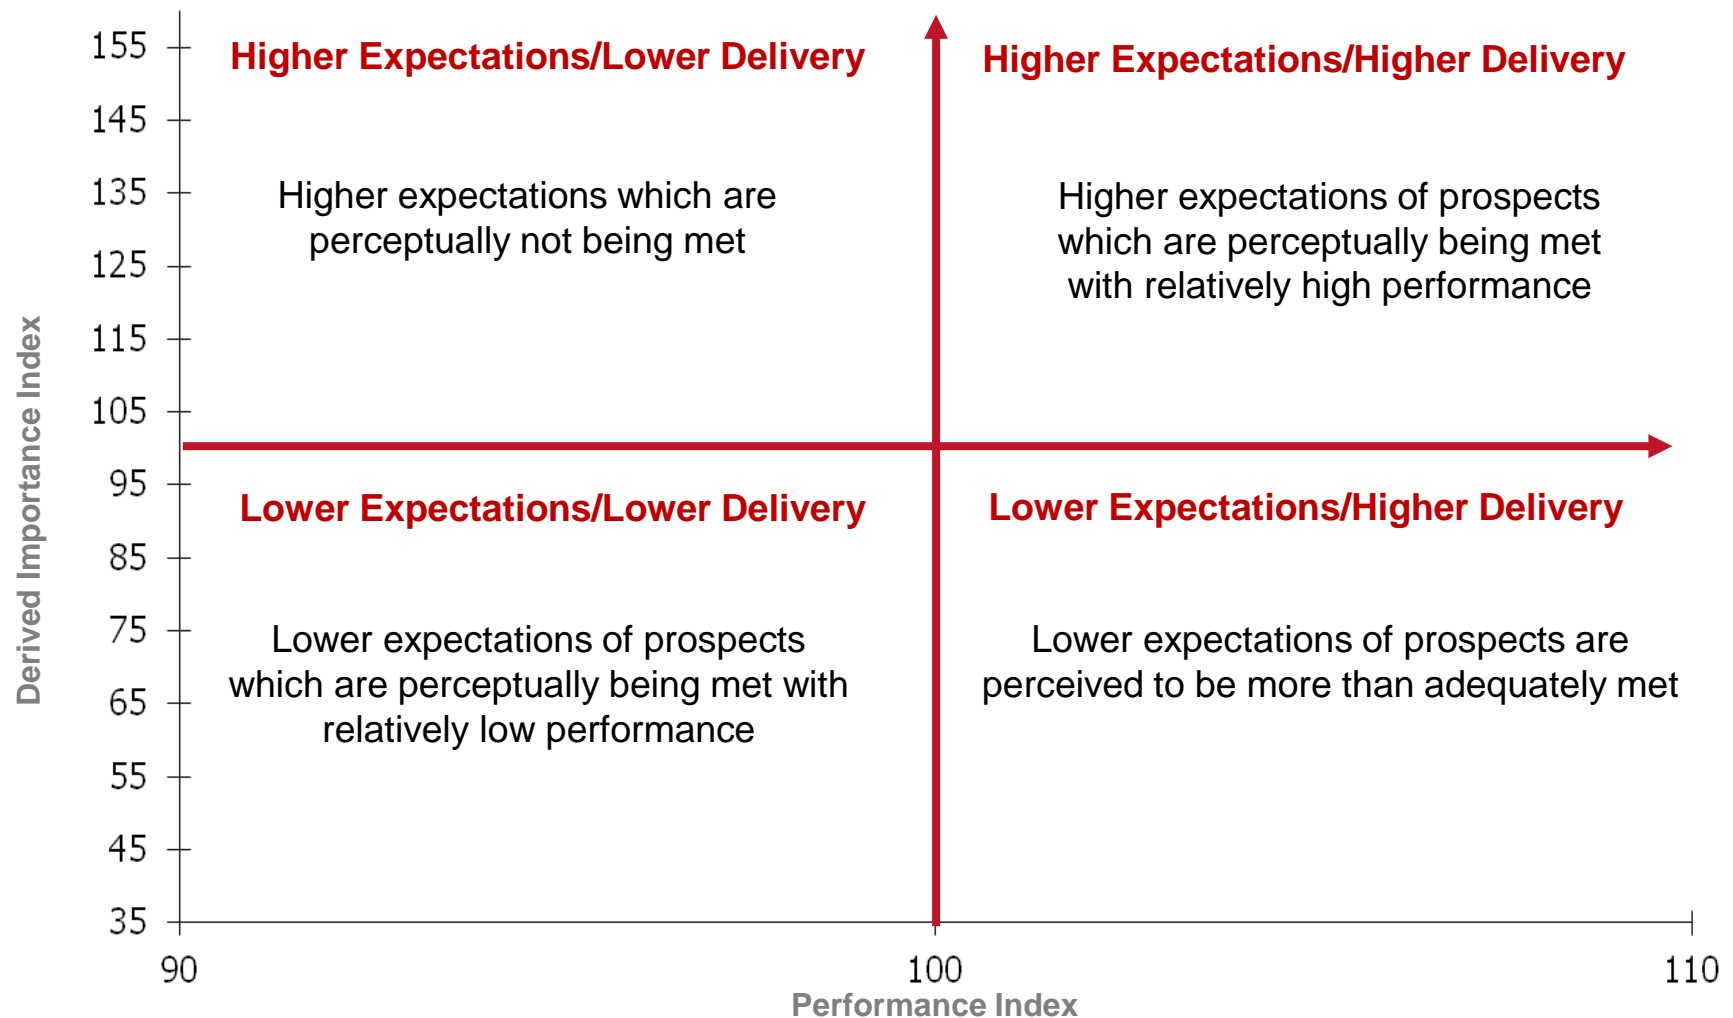 155
Higher Expectations/Lower Delivery
Higher Expectations/Higher Delivery
145
135
Higher expectations which are
perceptually not being met
Higher expectations of prospects
which are perceptually being met
with relatively high performance
125
115
105
95
Lower Expectations/Lower Delivery
Lower Expectations/Higher Delivery
85
75
Lower expectations of prospects
which are perceptually being met with
relatively low performance
Lower expectations of prospects are
perceived to be more than adequately met
65
55
45
35
Derived Importance Index
90
100
110
Performance Index